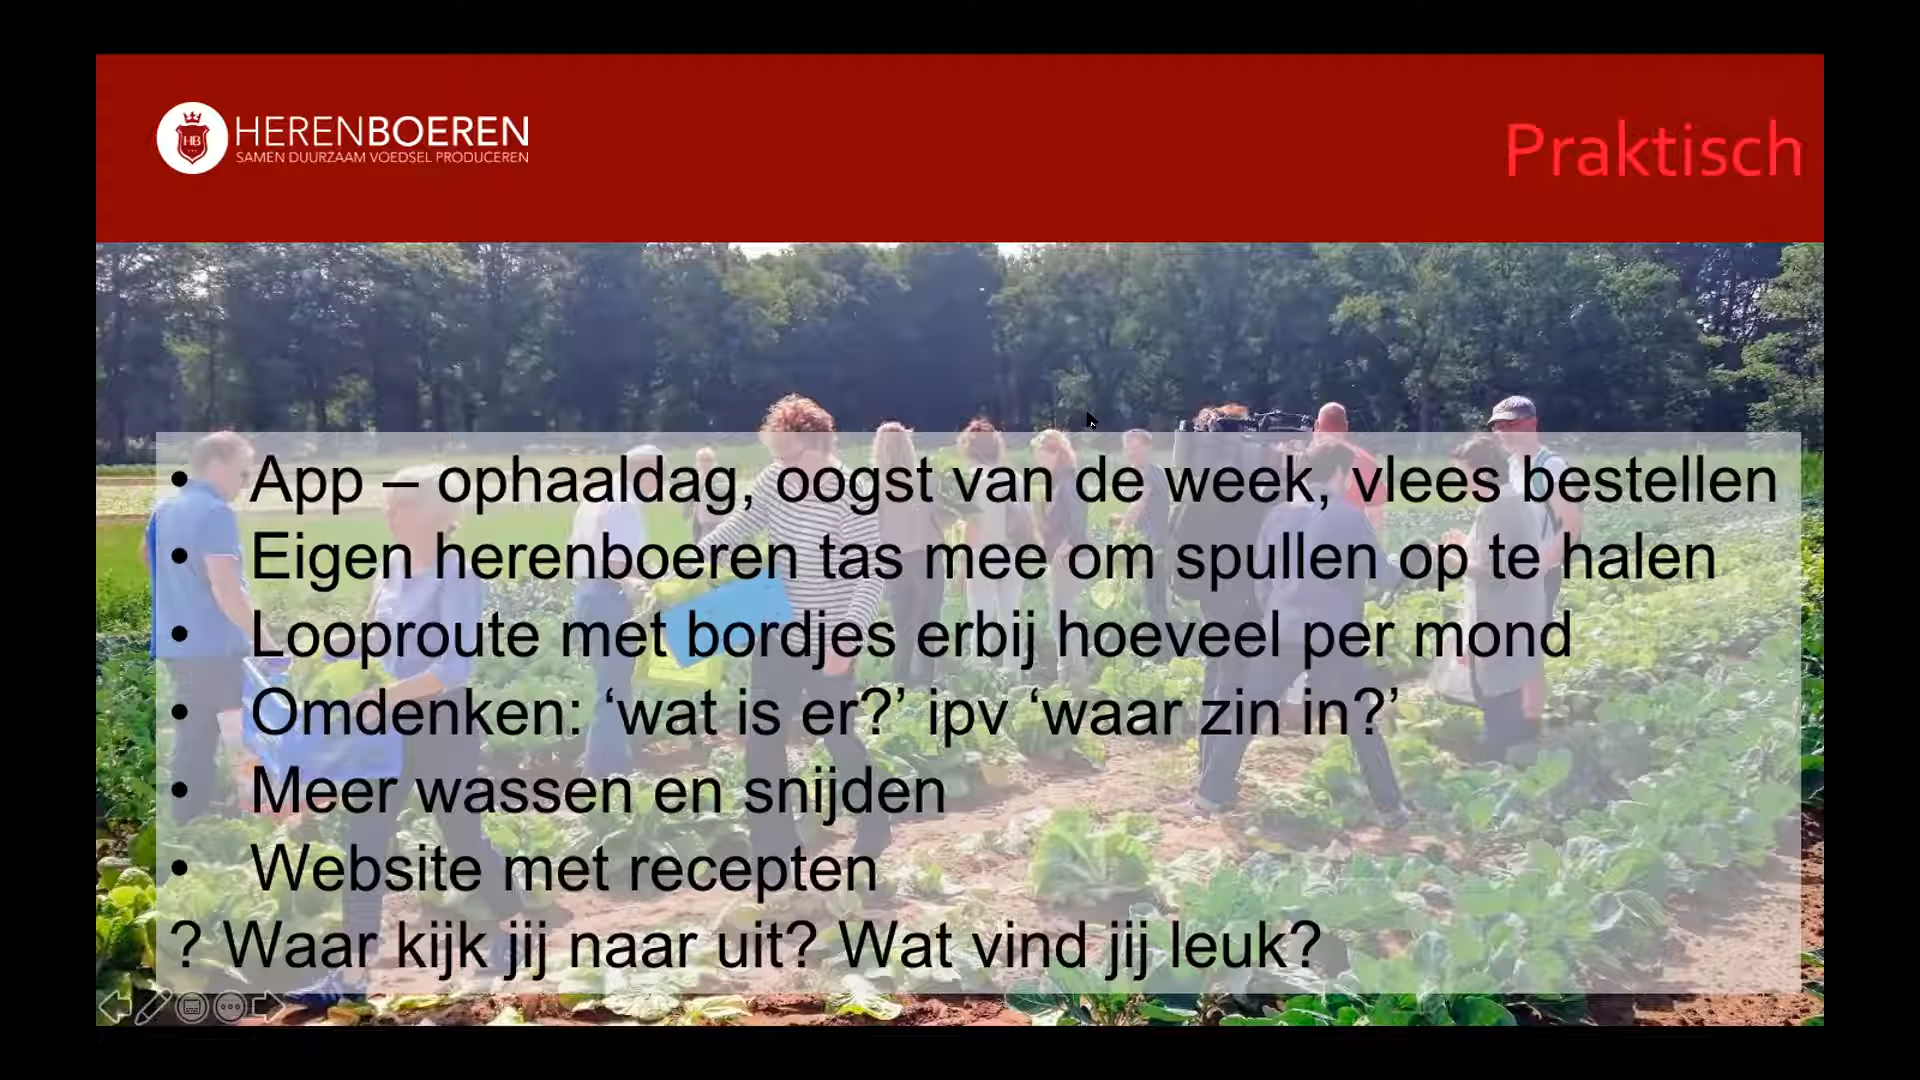 HB
HERENBOEREN
SAMEN DUURZAAM VOEDSEL PRODUCEREN
Praktisch
• App – ophaaldag, oogst van de week, vlees bestellen
• Eigen herenboeren tas mee om spullen op te halen
• Looproute met bordjes erbij hoeveel per mond
• Omdenken: ‘wat is er?’ ipv ‘waar zin in?’
• Meer wassen en snijden
• Website met recepten
? Waar kijk jij naar uit? Wat vind jij leuk?